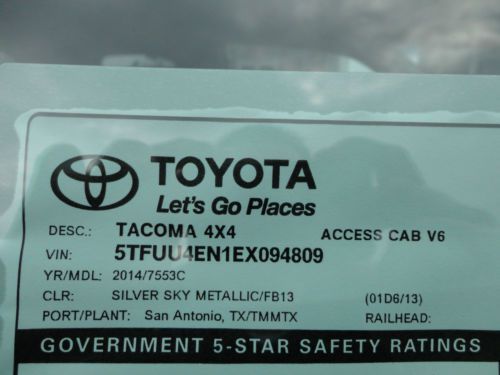 TOYOTA
Let's Go Places
DESC.: TACOMA 4X4 ACCESS CAB V6
VIN: 5TFUU4EN1EX094809
YR/MDL: 2014/7553C
CLR: SILVER SKY METALLIC/FB13 (01D6/13)
PORT/PLANT: San Antonio, TX/TMMTX RAILHEAD:
GOVERNMENT 5-STAR SAFETY RATINGS